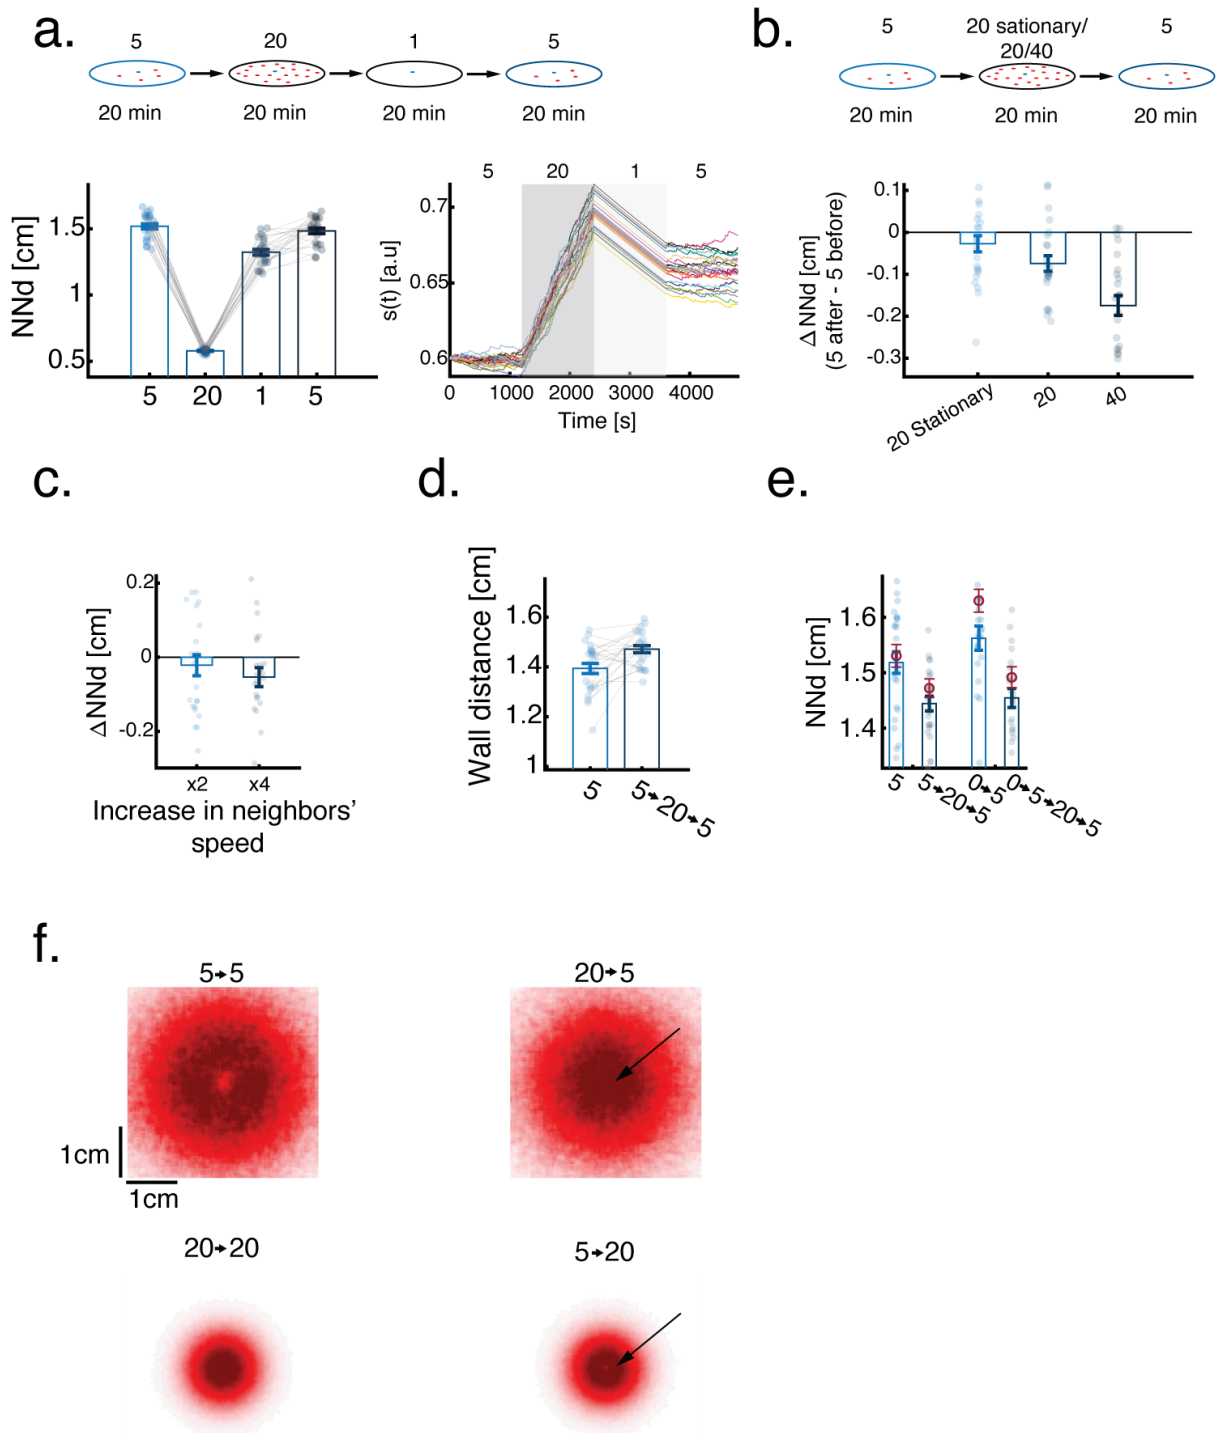 a.
5 20 1 5
20 min 20 min 20 min 20 min
NNd [cm]
1.5
1
0.5
5 20 1 5
5 20 1 5
s(t) [a.u]
0.7
0.65
0.6
0 1000 2000 3000 4000
Time [s]
b.
5 20 sationary/ 5
20/40
20 min 20 min 20 min
ΔNNd [cm]
(5 after - 5 before)
0.1
0
-0.1
-0.2
-0.3
20 Stationary 20 40
c.
ΔNNd [cm]
0.2
0
-0.2
x2 x4
Increase in neighbors'
speed
d.
Wall distance [cm]
1.6
1.4
1.2
1
5 5→20→5
e.
NNd [cm]
1.6
1.5
1.4
5 5→20→5 0→5 0→5→20→5
f.
5→5 20→5
1cm
1cm
20→20 5→20